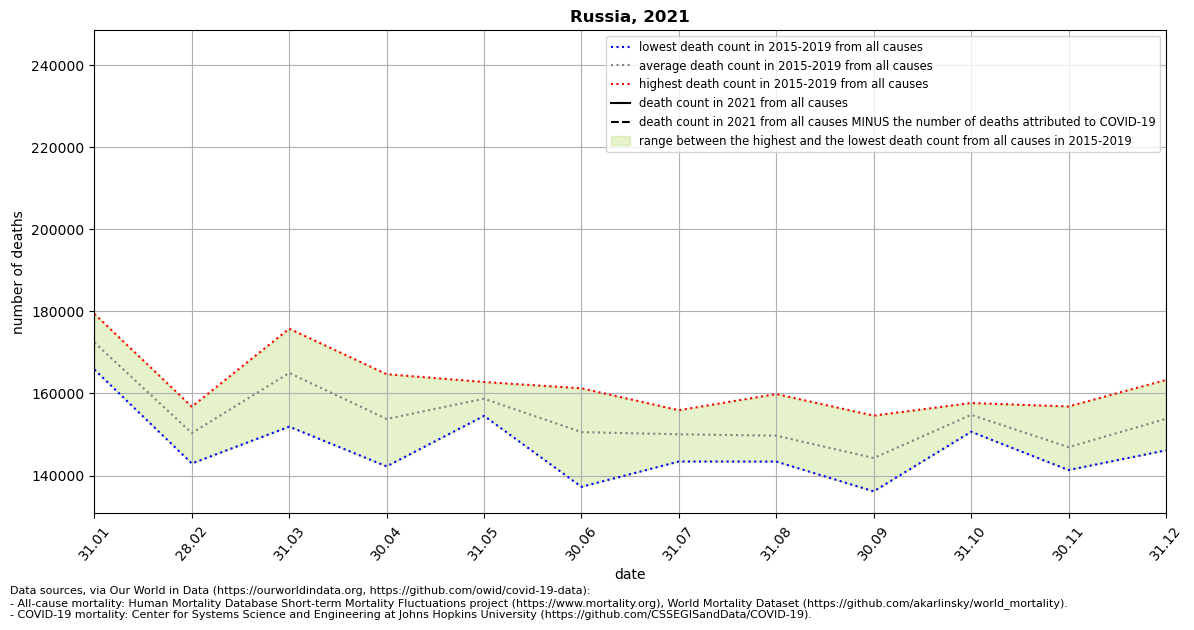 Russia, 2021
lowest death count in 2015-2019 from all causes
average death count in 2015-2019 from all causes
highest death count in 2015-2019 from all causes
death count in 2021 from all causes
death count in 2021 from all causes MINUS the number of deaths attributed to COVID-19
range between the highest and the lowest death count from all causes in 2015-2019
number of deaths
240000
220000
200000
180000
160000
140000
31.01
28.02
31.03
30.04
31.05
30.06
31.07
31.08
30.09
31.10
30.11
31.12
date
Data sources, via Our World in Data (https://ourworldindata.org, https://github.com/owid/covid-19-data):
- All-cause mortality: Human Mortality Database Short-term Mortality Fluctuations project (https://www.mortality.org), World Mortality Dataset (https://github.com/akarlinsky/world_mortality).
- COVID-19 mortality: Center for Systems Science and Engineering at Johns Hopkins University (https://github.com/CSSEGISandData/COVID-19).